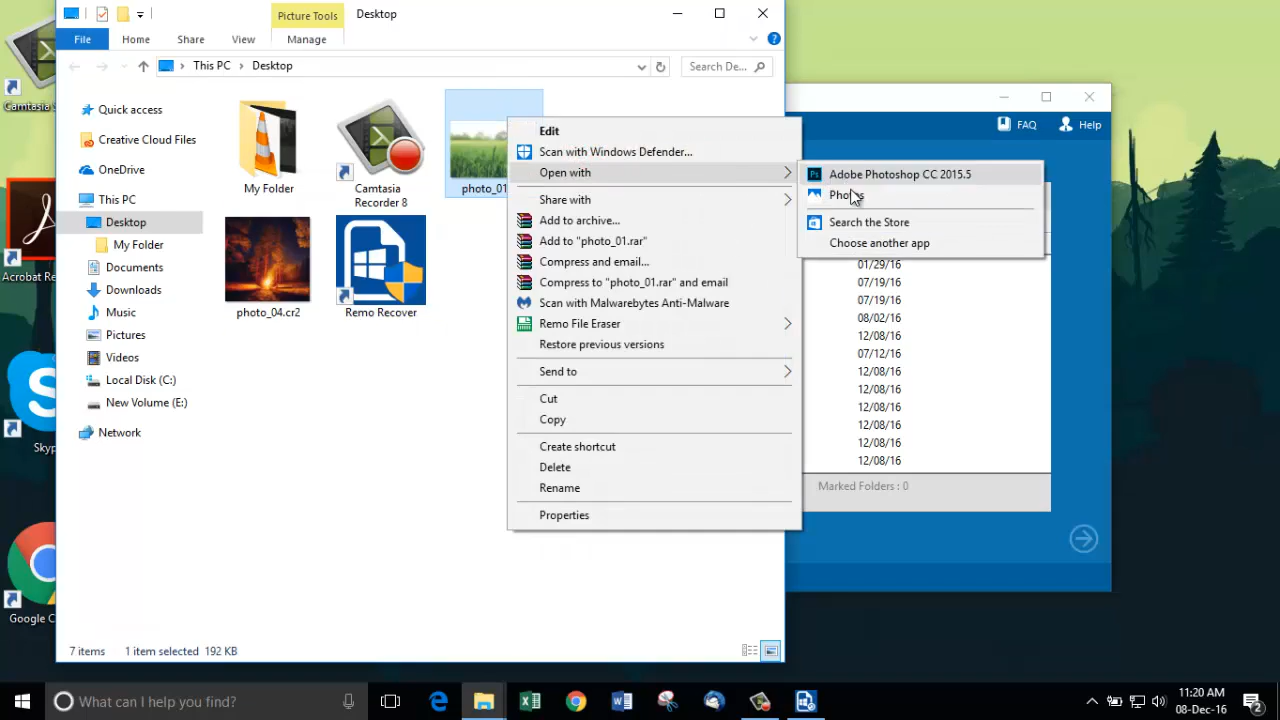 Picture Tools
Desktop
File
Home
Share
View
Manage
This PC
Desktop
Search De...
Quick access
Creative Cloud Files
OneDrive
This PC
Desktop
My Folder
Documents
Downloads
Music
Pictures
Videos
Local Disk (C:)
New Volume (E:)
Network
My Folder
Camtasia
Recorder 8
photo_01
photo_04.cr2
Remo Recover
Edit
Scan with Windows Defender...
Open with
Share with
Add to archive...
Add to "photo_01.rar"
Compress and email...
Compress to "photo_01.rar" and email
Scan with Malwarebytes Anti-Malware
Remo File Eraser
Restore previous versions
Send to
Cut
Copy
Create shortcut
Delete
Rename
Properties
Ps
Adobe Photoshop CC 2015.5
Photos
Search the Store
Choose another app
FAQ
Help
01/29/16
07/19/16
07/19/16
08/02/16
12/08/16
07/12/16
12/08/16
12/08/16
12/08/16
12/08/16
12/08/16
12/08/16
Marked Folders : 0
7 items
1 item selected 192 KB
Camtasia
Acrobat Re
Skyp
Google C
What can I help you find?
11:20 AM
08-Dec-16
2